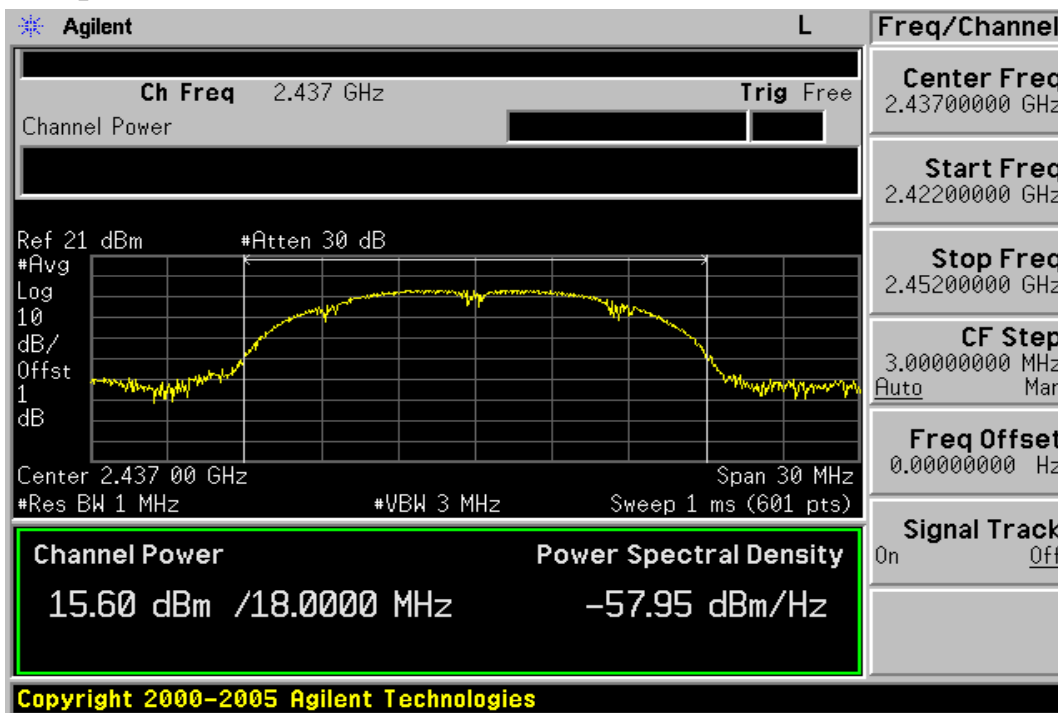 Agilent L Freq/Channel
Ch Freq 2.437 GHz Trig Free
Channel Power
Center Freq
2.43700000 GHz
Start Freq
2.42200000 GHz
Stop Freq
2.45200000 GHz
CF Step
3.00000000 MHz
Auto Man
Freq Offset
0.00000000 Hz
Signal Track
On Off
Ref 21 dBm #Atten 30 dB
#Avg
Log
10
dB/
Offst
1
dB
Center 2.437 00 GHz Span 30 MHz
#Res BW 1 MHz #VBW 3 MHz Sweep 1 ms (601 pts)
Channel Power Power Spectral Density
15.60 dBm /18.0000 MHz -57.95 dBm/Hz
Copyright 2000-2005 Agilent Technologies